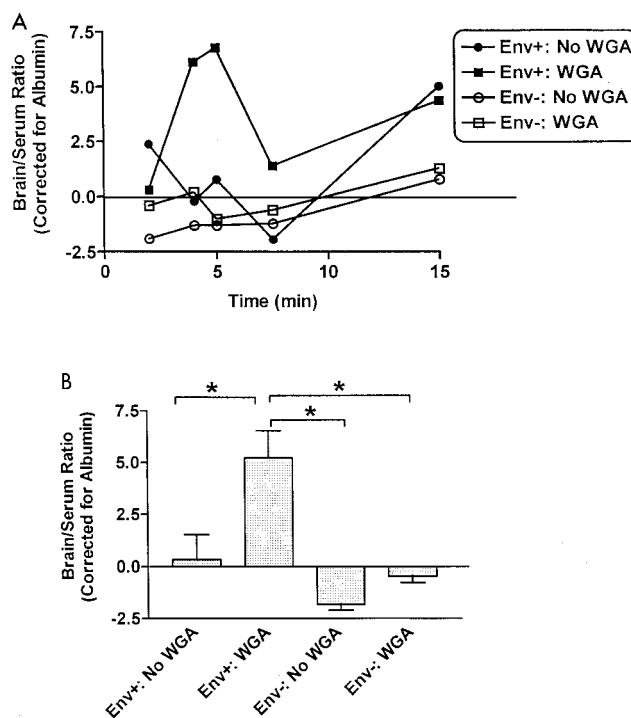 A
Brain/Serum Ratio
(Corrected for Albumin)
7.5
5.0
2.5
0.0
-2.5
0
5
10
15
Time (min)
Env+: No WGA
Env+: WGA
Env-: No WGA
Env-: WGA
B
Brain/Serum Ratio
(Corrected for Albumin)
7.5
5.0
2.5
0.0
-2.5
*
*
*
Env+: No WGA
Env+: WGA
Env-: No WGA
Env-: WGA